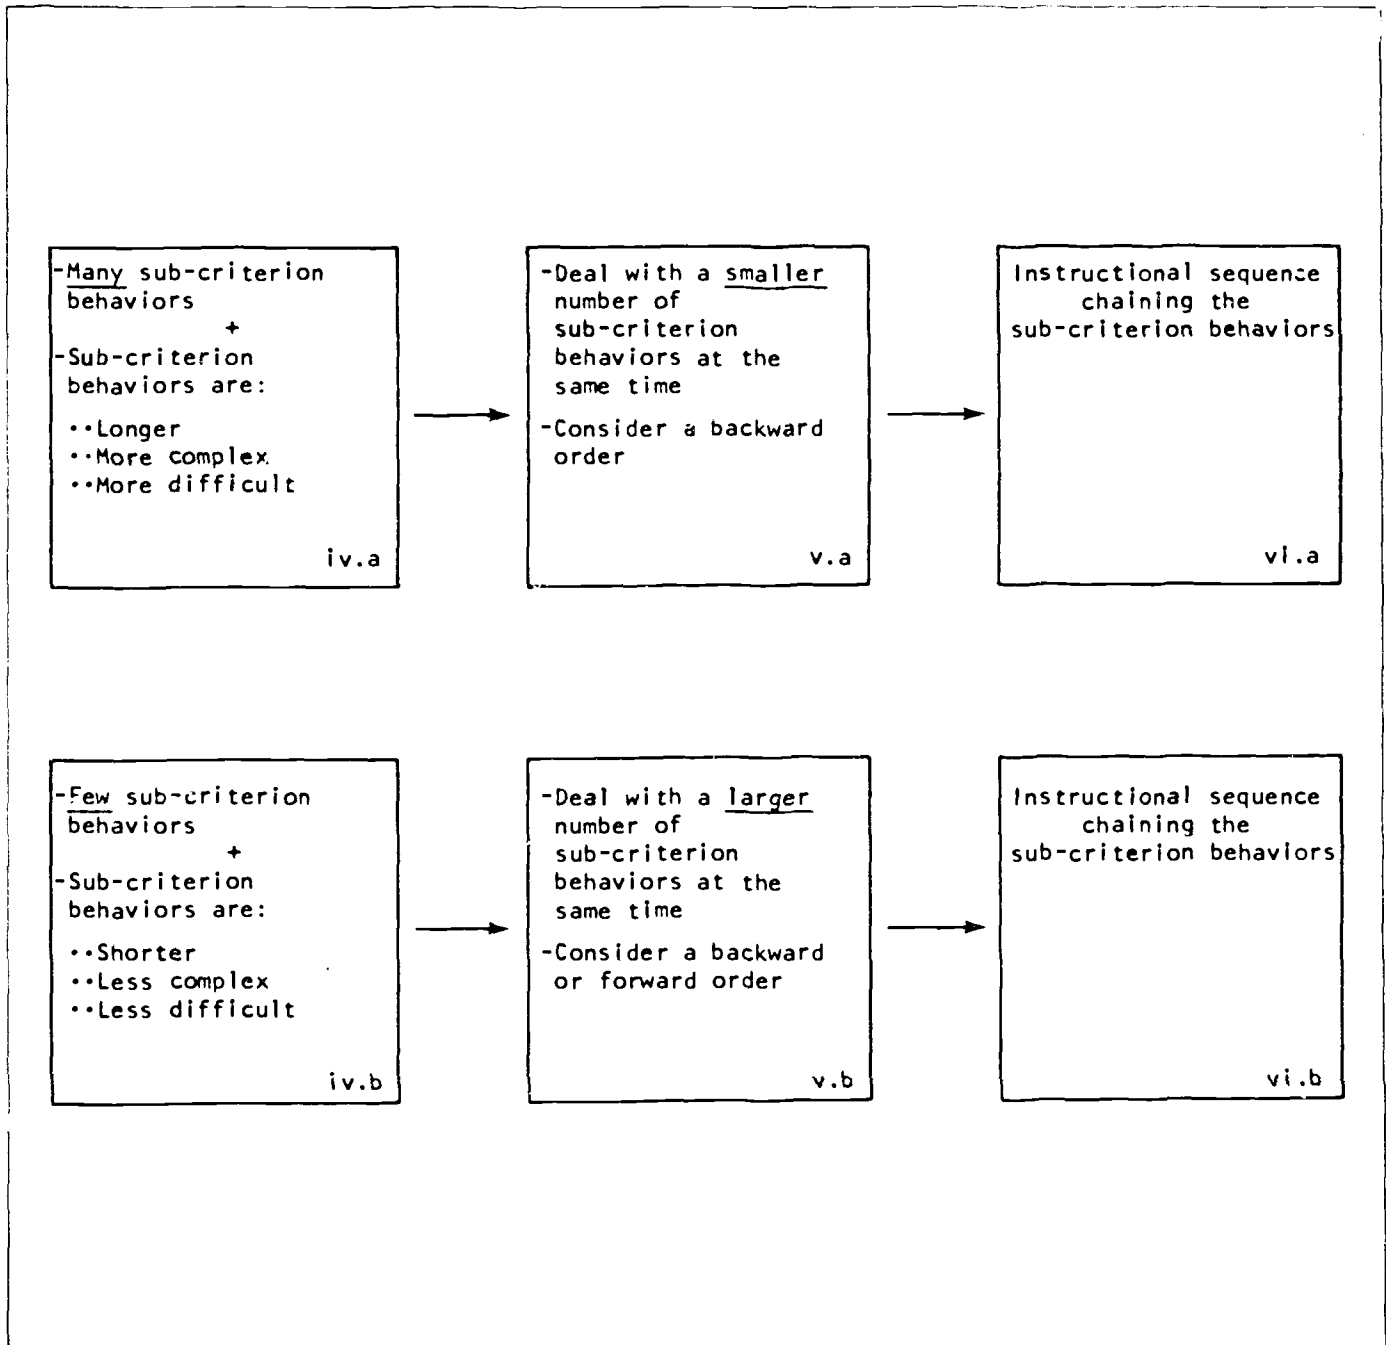 -Many sub-criterion
behaviors
+
-Sub-criterion
behaviors are:
••Longer
••More complex
••More difficult
iv.a
-Deal with a smaller
number of
sub-criterion
behaviors at the
same time
-Consider a backward
order
v.a
Instructional sequence
chaining the
sub-criterion behaviors
vi.a
-Few sub-criterion
behaviors
+
-Sub-criterion
behaviors are:
••Shorter
••Less complex
••Less difficult
iv.b
-Deal with a larger
number of
sub-criterion
behaviors at the
same time
-Consider a backward
or forward order
v.b
Instructional sequence
chaining the
sub-criterion behaviors
vi.b